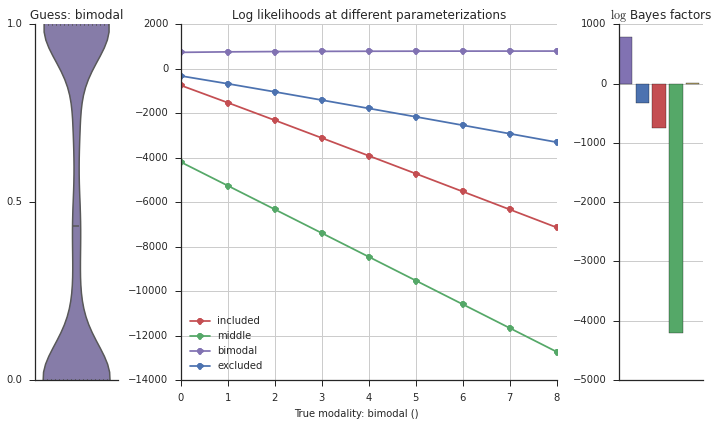 Guess: bimodal
1.0
0.5
0.0
Log likelihoods at different parameterizations
2000
0
−2000
−4000
−6000
−8000
−10000
−12000
−14000
included
middle
bimodal
excluded
0 1 2 3 4 5 6 7 8
True modality: bimodal ()
log Bayes factors
1000
0
−1000
−2000
−3000
−4000
−5000